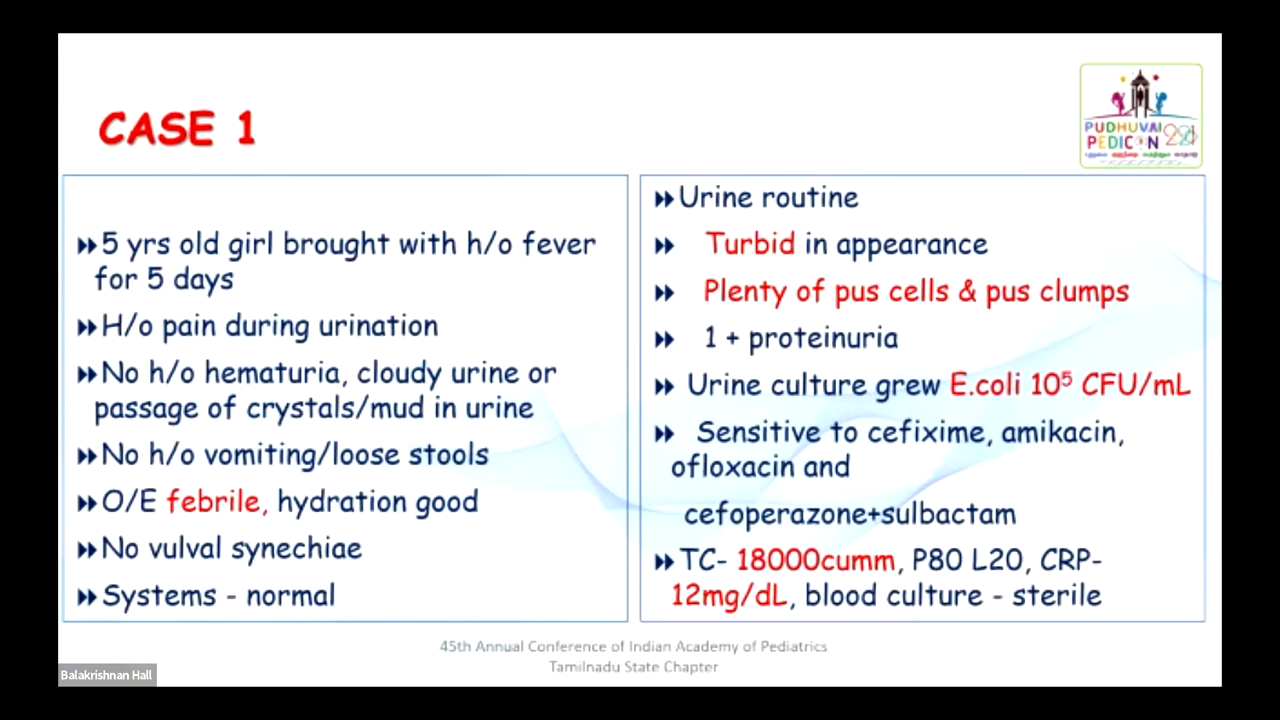 CASE 1
PUDHUVAI
PEDICON
5 yrs old girl brought with h/o fever
for 5 days
H/o pain during urination
No h/o hematuria, cloudy urine or
passage of crystals/mud in urine
No h/o vomiting/loose stools
O/E febrile, hydration good
No vulval synechiae
Systems - normal
Urine routine
Turbid in appearance
Plenty of pus cells & pus clumps
1 + proteinuria
Urine culture grew E.coli 10⁵ CFU/mL
Sensitive to cefixime, amikacin,
ofloxacin and
cefoperazone+sulbactam
TC- 18000cumm, P80 L20, CRP-
12mg/dL, blood culture - sterile
45th Annual Conference of Indian Academy of Pediatrics
Tamilnadu State Chapter
Balakrishnan Hall